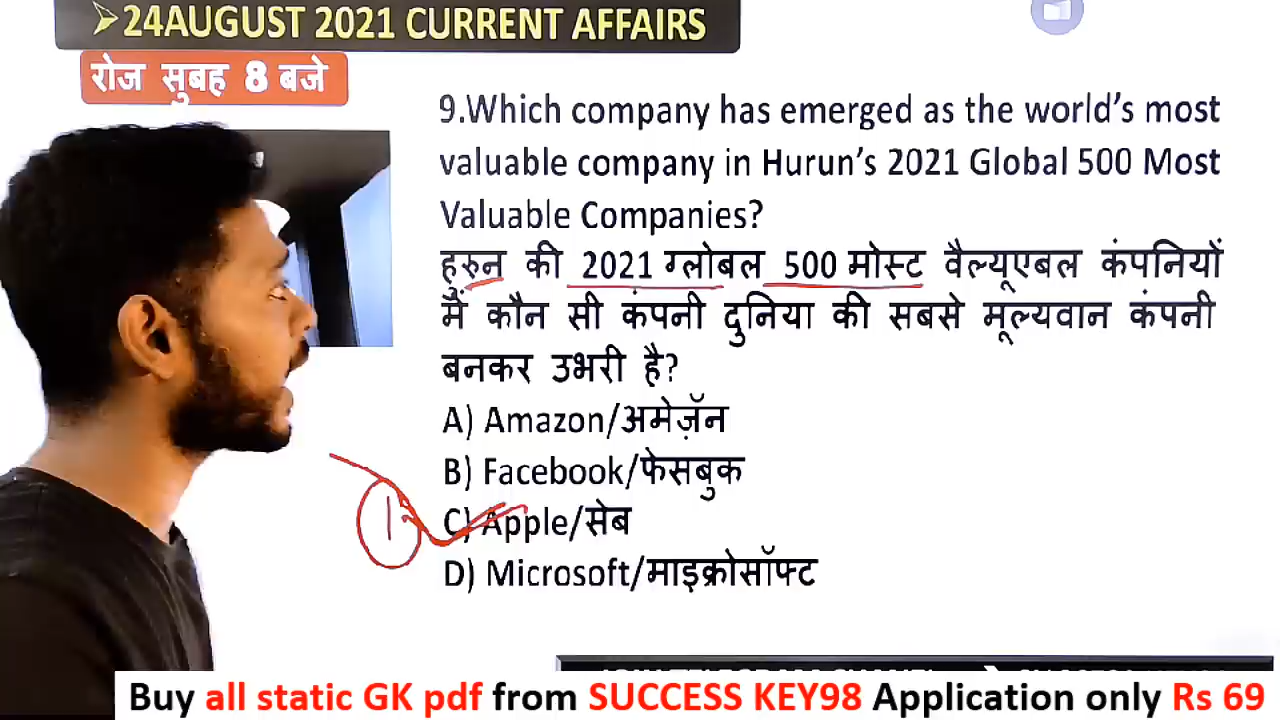 ➢24AUGUST 2021 CURRENT AFFAIRS
रोज सुबह 8 बजे
9.Which company has emerged as the world’s most
valuable company in Hurun’s 2021 Global 500 Most
Valuable Companies?
हुरुन की 2021 ग्लोबल 500 मोस्ट वैल्यूएबल कंपनियों
में कौन सी कंपनी दुनिया की सबसे मूल्यवान कंपनी
बनकर उभरी है?
A) Amazon/अमेज़ॅन
B) Facebook/फेसबुक
C) Apple/सेब
D) Microsoft/माइक्रोसॉफ्ट
Buy all static GK pdf from SUCCESS KEY98 Application only Rs 69